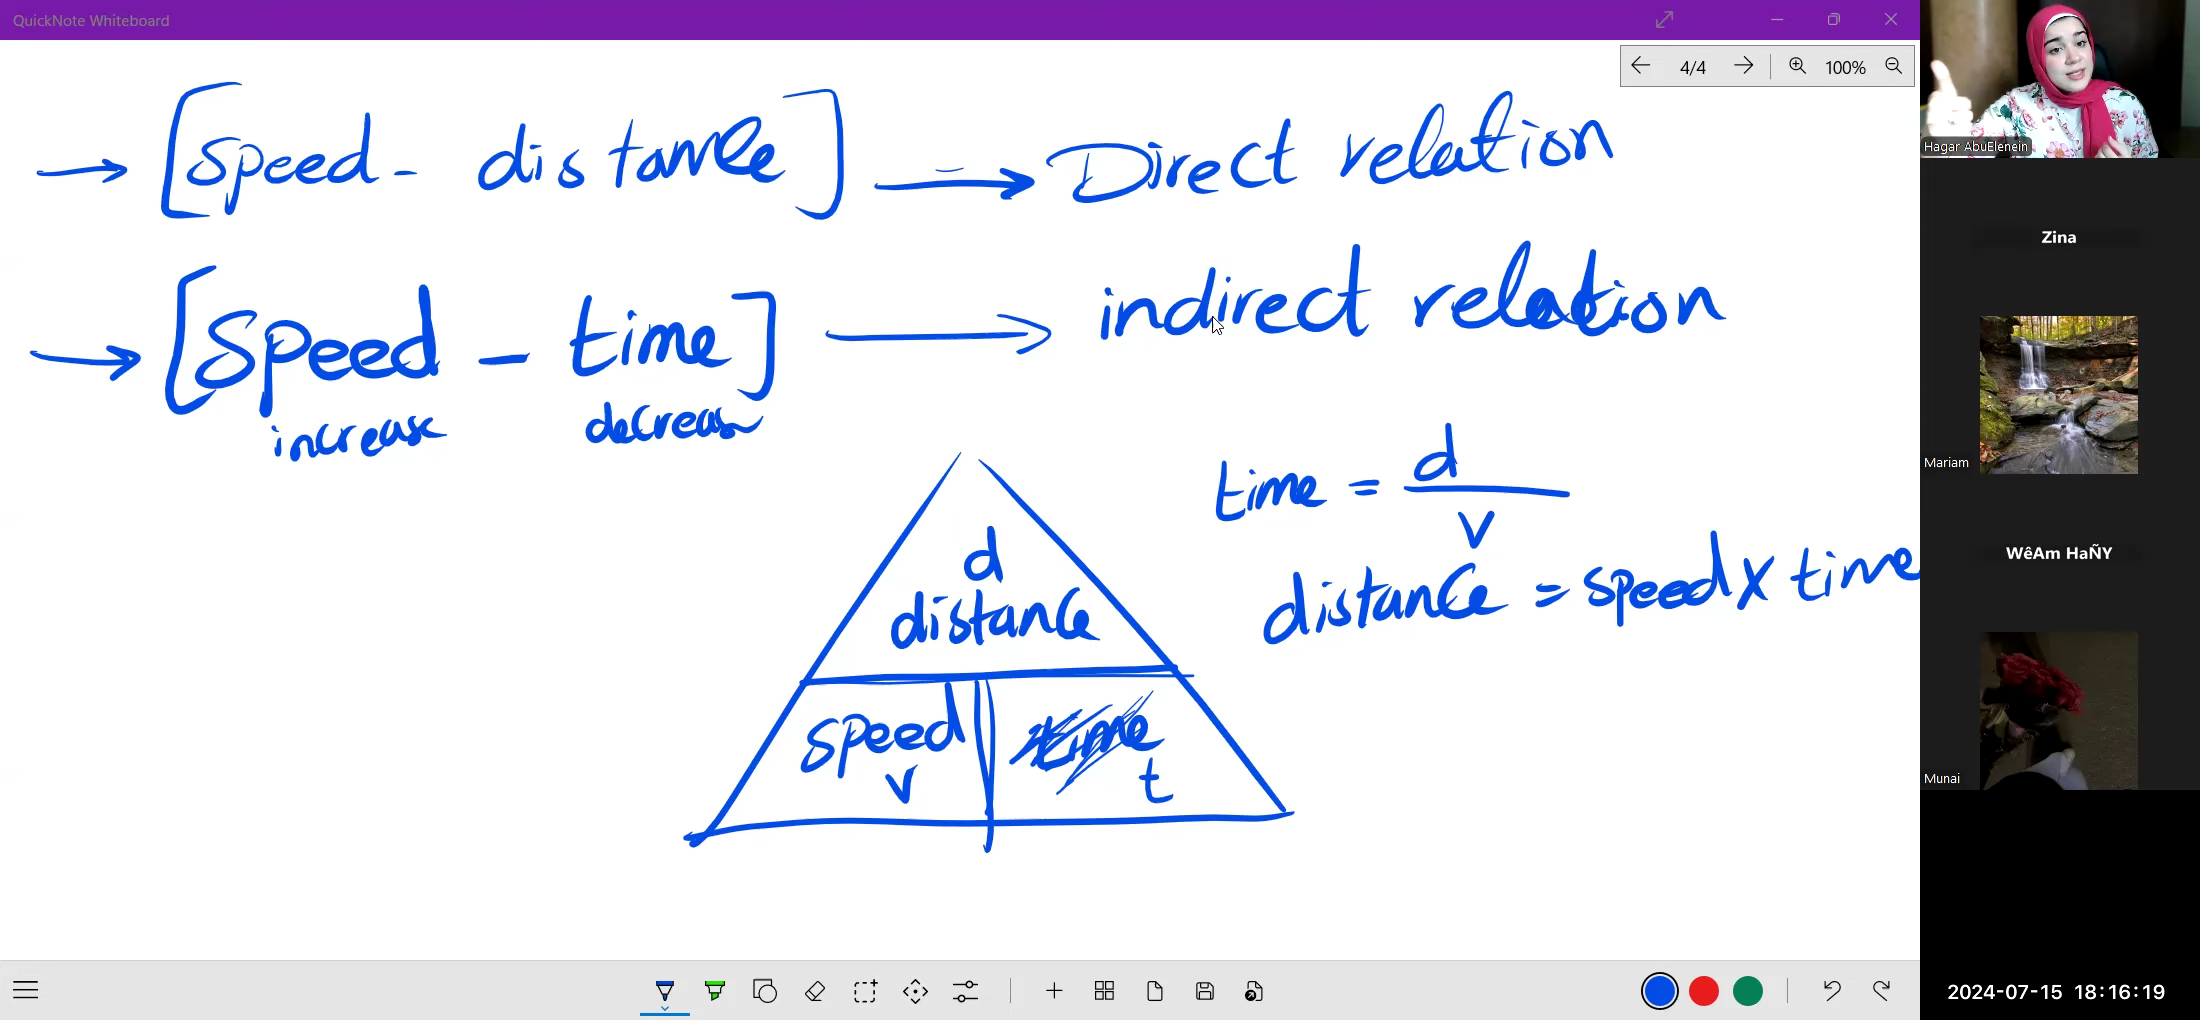 QuickNote Whiteboard
4/4 100%
→ [speed - distance] → Direct relation
→ [speed - time] → indirect relation
increase decrease
time = d
v
distance = speed x time
d
distance
speed time
v t
Hagar AbuElenein
Zina
Mariam
WêAm HaÑY
Munai
2024-07-15 18:16:19